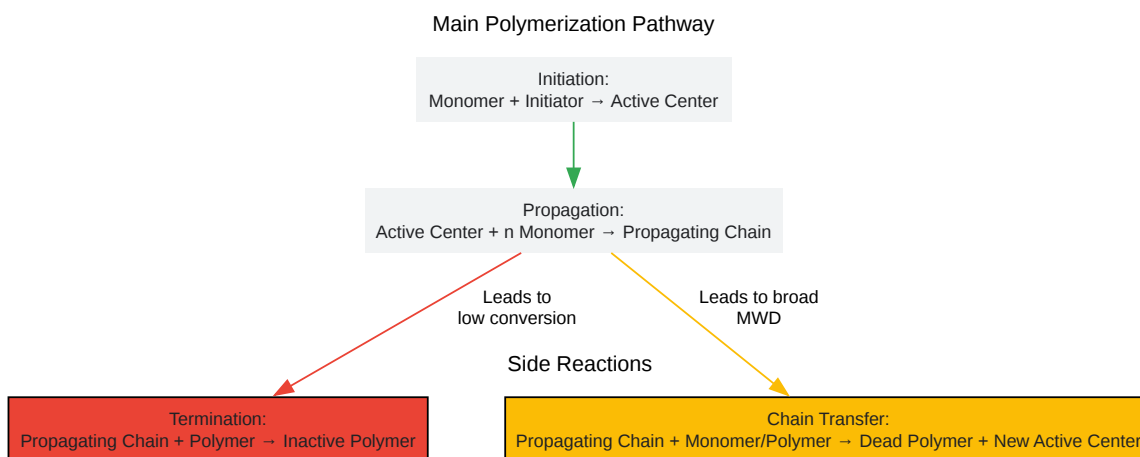 Main Polymerization Pathway
Initiation:
Monomer + Initiator → Active Center
Propagation:
Active Center + n Monomer → Propagating Chain
Leads to
low conversion
Leads to broad
MWD
Side Reactions
Termination:
Propagating Chain + Polymer → Inactive Polymer
Chain Transfer:
Propagating Chain + Monomer/Polymer → Dead Polymer + New Active Center